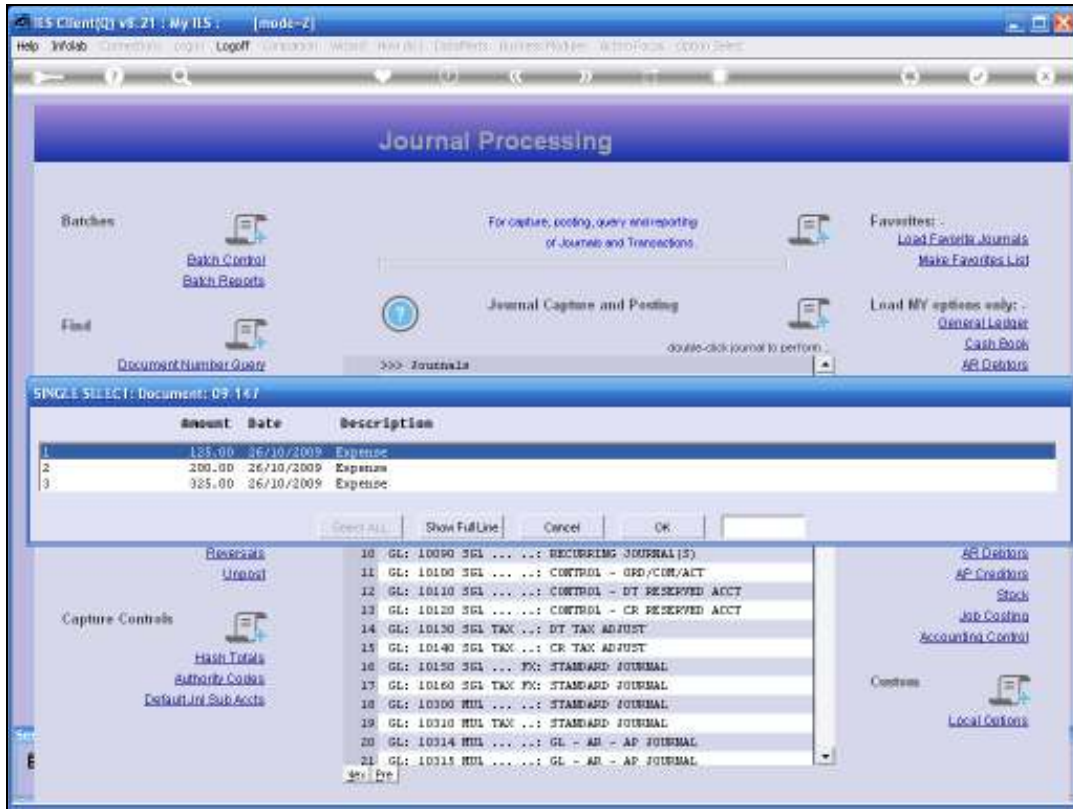 IES Client(Q) v8.21 : My IES : [mode=2]
Help Infolab Logoff
Journal Processing
Batches
Batch Control
Batch Reports
Find
Document Number Query
For capture, posting, query and reporting
of Journals and Transactions.
Journal Capture and Posting
double-click journal to perform
>>> Journals
Favorites: -
Load Favorite Journals
Make Favorites List
Load MY options only: -
General Ledger
Cash Book
AR Debtors
SINGLE SELECT: Document: 09-147
Amount Date Description
1 125.00 26/10/2009 Expense
2 200.00 26/10/2009 Expense
3 325.00 26/10/2009 Expense
Select ALL Show Full Line Cancel OK
Reversals
Unpost
Capture Controls
Hash Totals
Authority Codes
Default Jnl Sub Accts
10 GL: 10090 SGL ... ..: RECURRING JOURNAL(S)
11 GL: 10100 SGL ... ..: CONTROL - ORD/COM/ACT
12 GL: 10110 SGL ... ..: CONTROL - DT RESERVED ACCT
13 GL: 10120 SGL ... ..: CONTROL - CR RESERVED ACCT
14 GL: 10130 SGL TAX ..: DT TAX ADJUST
15 GL: 10140 SGL TAX ..: CR TAX ADJUST
16 GL: 10150 SGL ... FX: STANDARD JOURNAL
17 GL: 10160 SGL TAX FX: STANDARD JOURNAL
18 GL: 10300 MUL ... ..: STANDARD JOURNAL
19 GL: 10310 MUL TAX ..: STANDARD JOURNAL
20 GL: 10314 MUL ... ..: GL - AR - AP JOURNAL
21 GL: 10315 MUL ... ..: GL - AR - AP JOURNAL
Nex Pre
AR Debtors
AP Creditors
Stock
Job Costing
Accounting Control
Custom
Local Options